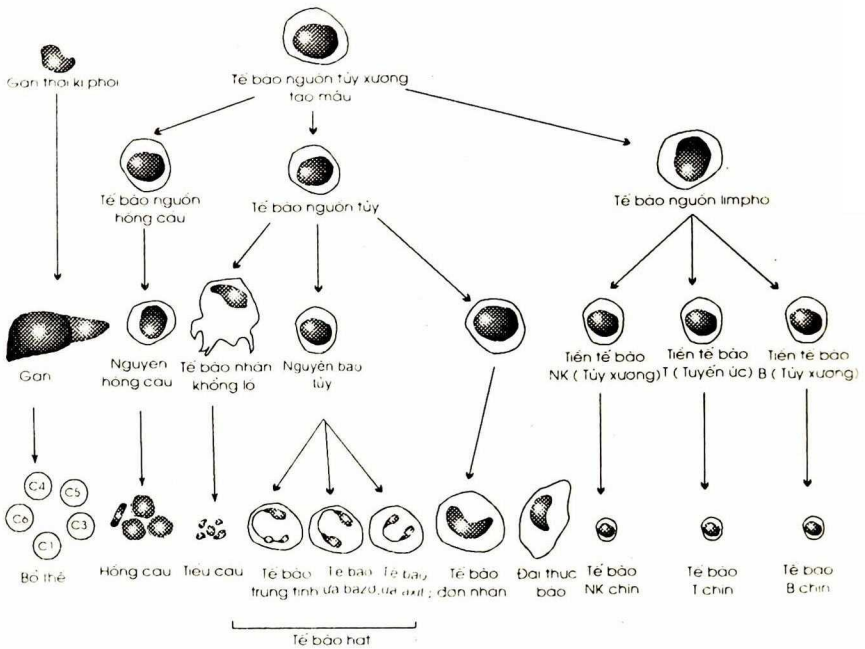 Gan thời kì phôi
Tế bào nguồn tủy xương
tạo máu
Tế bào nguồn
hồng cầu
Tế bào nguồn tủy
Tế bào nguồn limpho
Gan
Nguyên
hồng cầu
Tế bào nhân
khổng lồ
Nguyên bào
tủy
Tiền tế bào
NK ( Tủy xương)
Tiền tế bào
T ( Tuyến ức)
Tiền tế bào
B ( Tủy xương)
C4
C5
C6
C3
C1
Bổ thể
Hồng cầu
Tiểu cầu
Tế bào
trung tính
Tế bào
ưa bazơ,
Tế bào
ưa axit ;
Tế bào
đơn nhân
Đại thực
bào
Tế bào
NK chín
Tế bào
T chín
Tế bào
B chín
Tế bào hạt